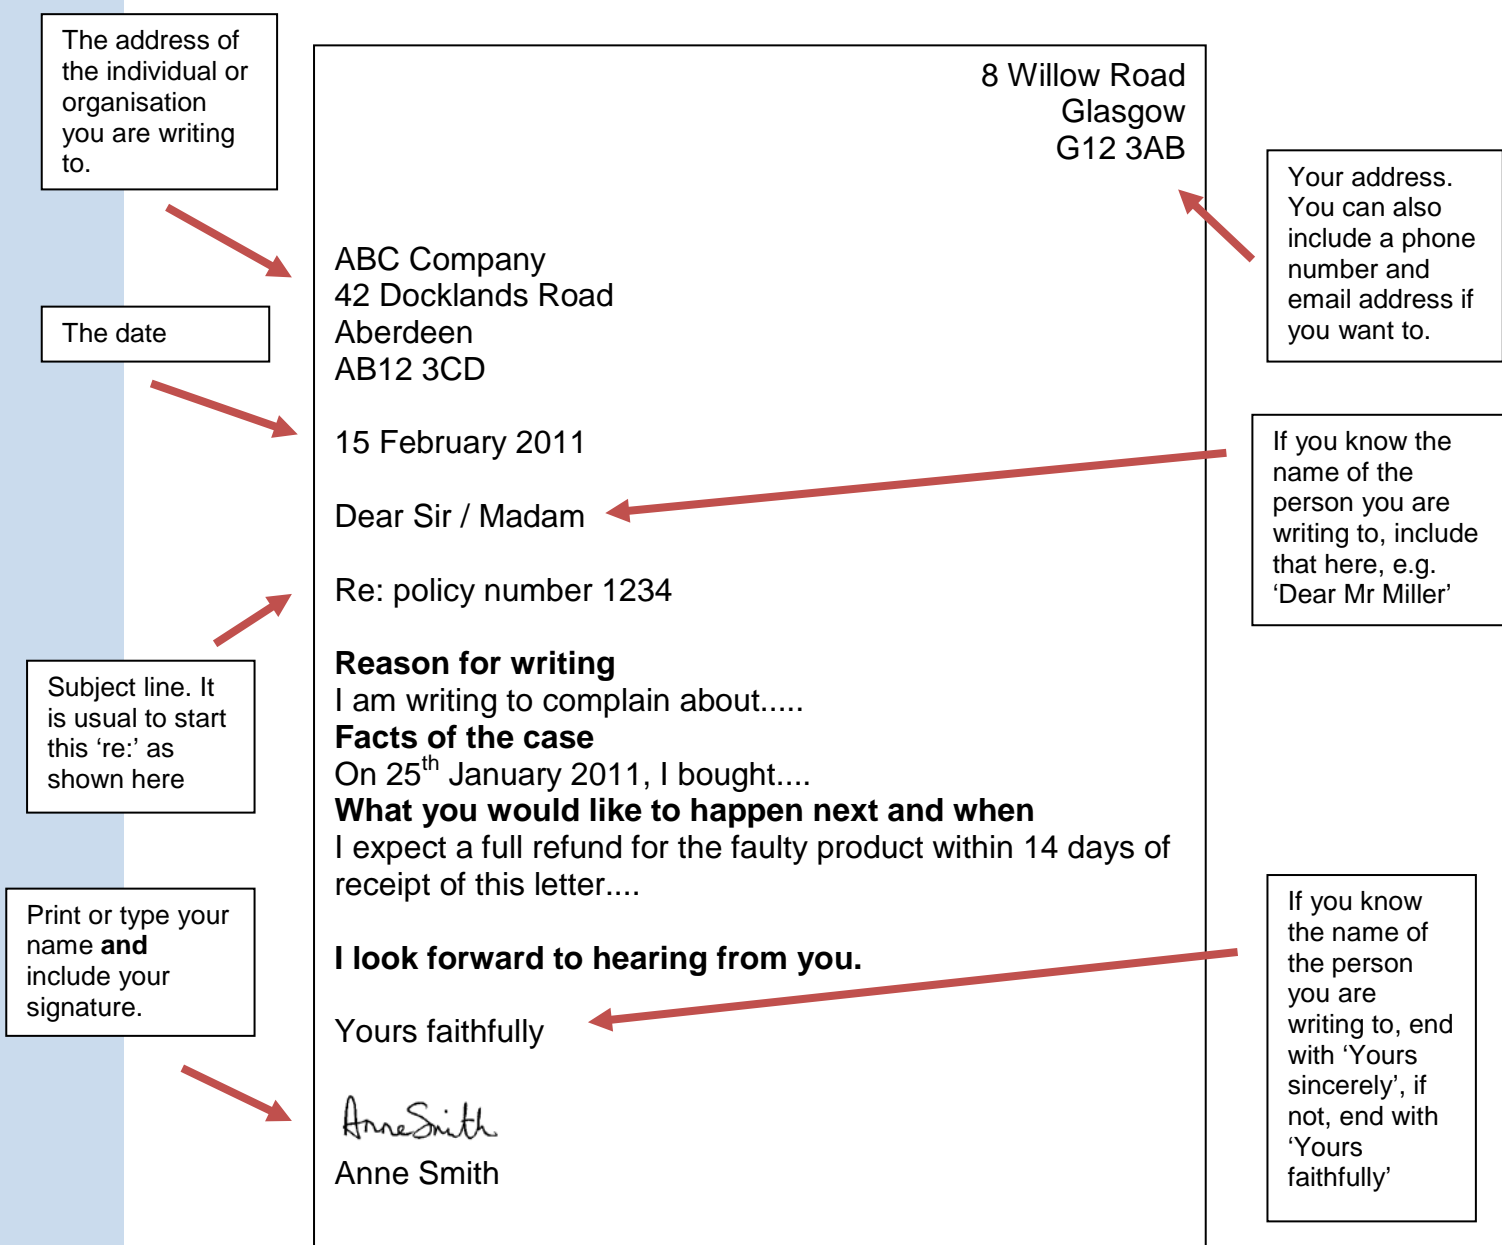 The address of
the individual or
organisation
you are writing
to.
8 Willow Road
Glasgow
G12 3AB
Your address.
You can also
include a phone
number and
email address if
you want to.
ABC Company
42 Docklands Road
Aberdeen
AB12 3CD
The date
15 February 2011
If you know the
name of the
person you are
writing to, include
that here, e.g.
‘Dear Mr Miller’
Dear Sir / Madam
Re: policy number 1234
Subject line. It
is usual to start
this ‘re:’ as
shown here
Reason for writing
I am writing to complain about.....
Facts of the case
On 25th January 2011, I bought....
What you would like to happen next and when
I expect a full refund for the faulty product within 14 days of
receipt of this letter....
Print or type your
name and
include your
signature.
I look forward to hearing from you.
If you know
the name of
the person
you are
writing to, end
with ‘Yours
sincerely’, if
not, end with
‘Yours
faithfully’
Yours faithfully
Anne Smith
Anne Smith